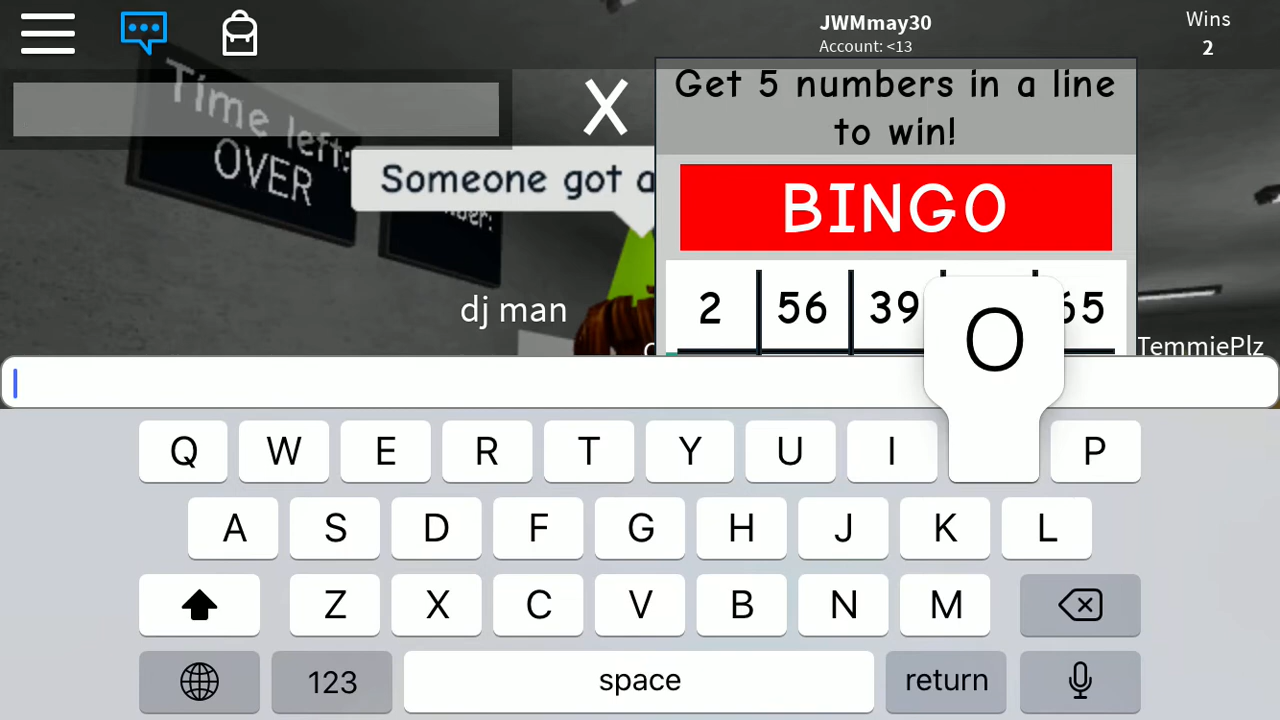 JWMmay30
Account: <13
Wins
2
Time left:
OVER
Someone got a
Get 5 numbers in a line
to win!
BINGO
2 56 39 65
dj man
TemmiePlz
O
Q W E R T Y U I P
A S D F G H J K L
Z X C V B N M
123 space return